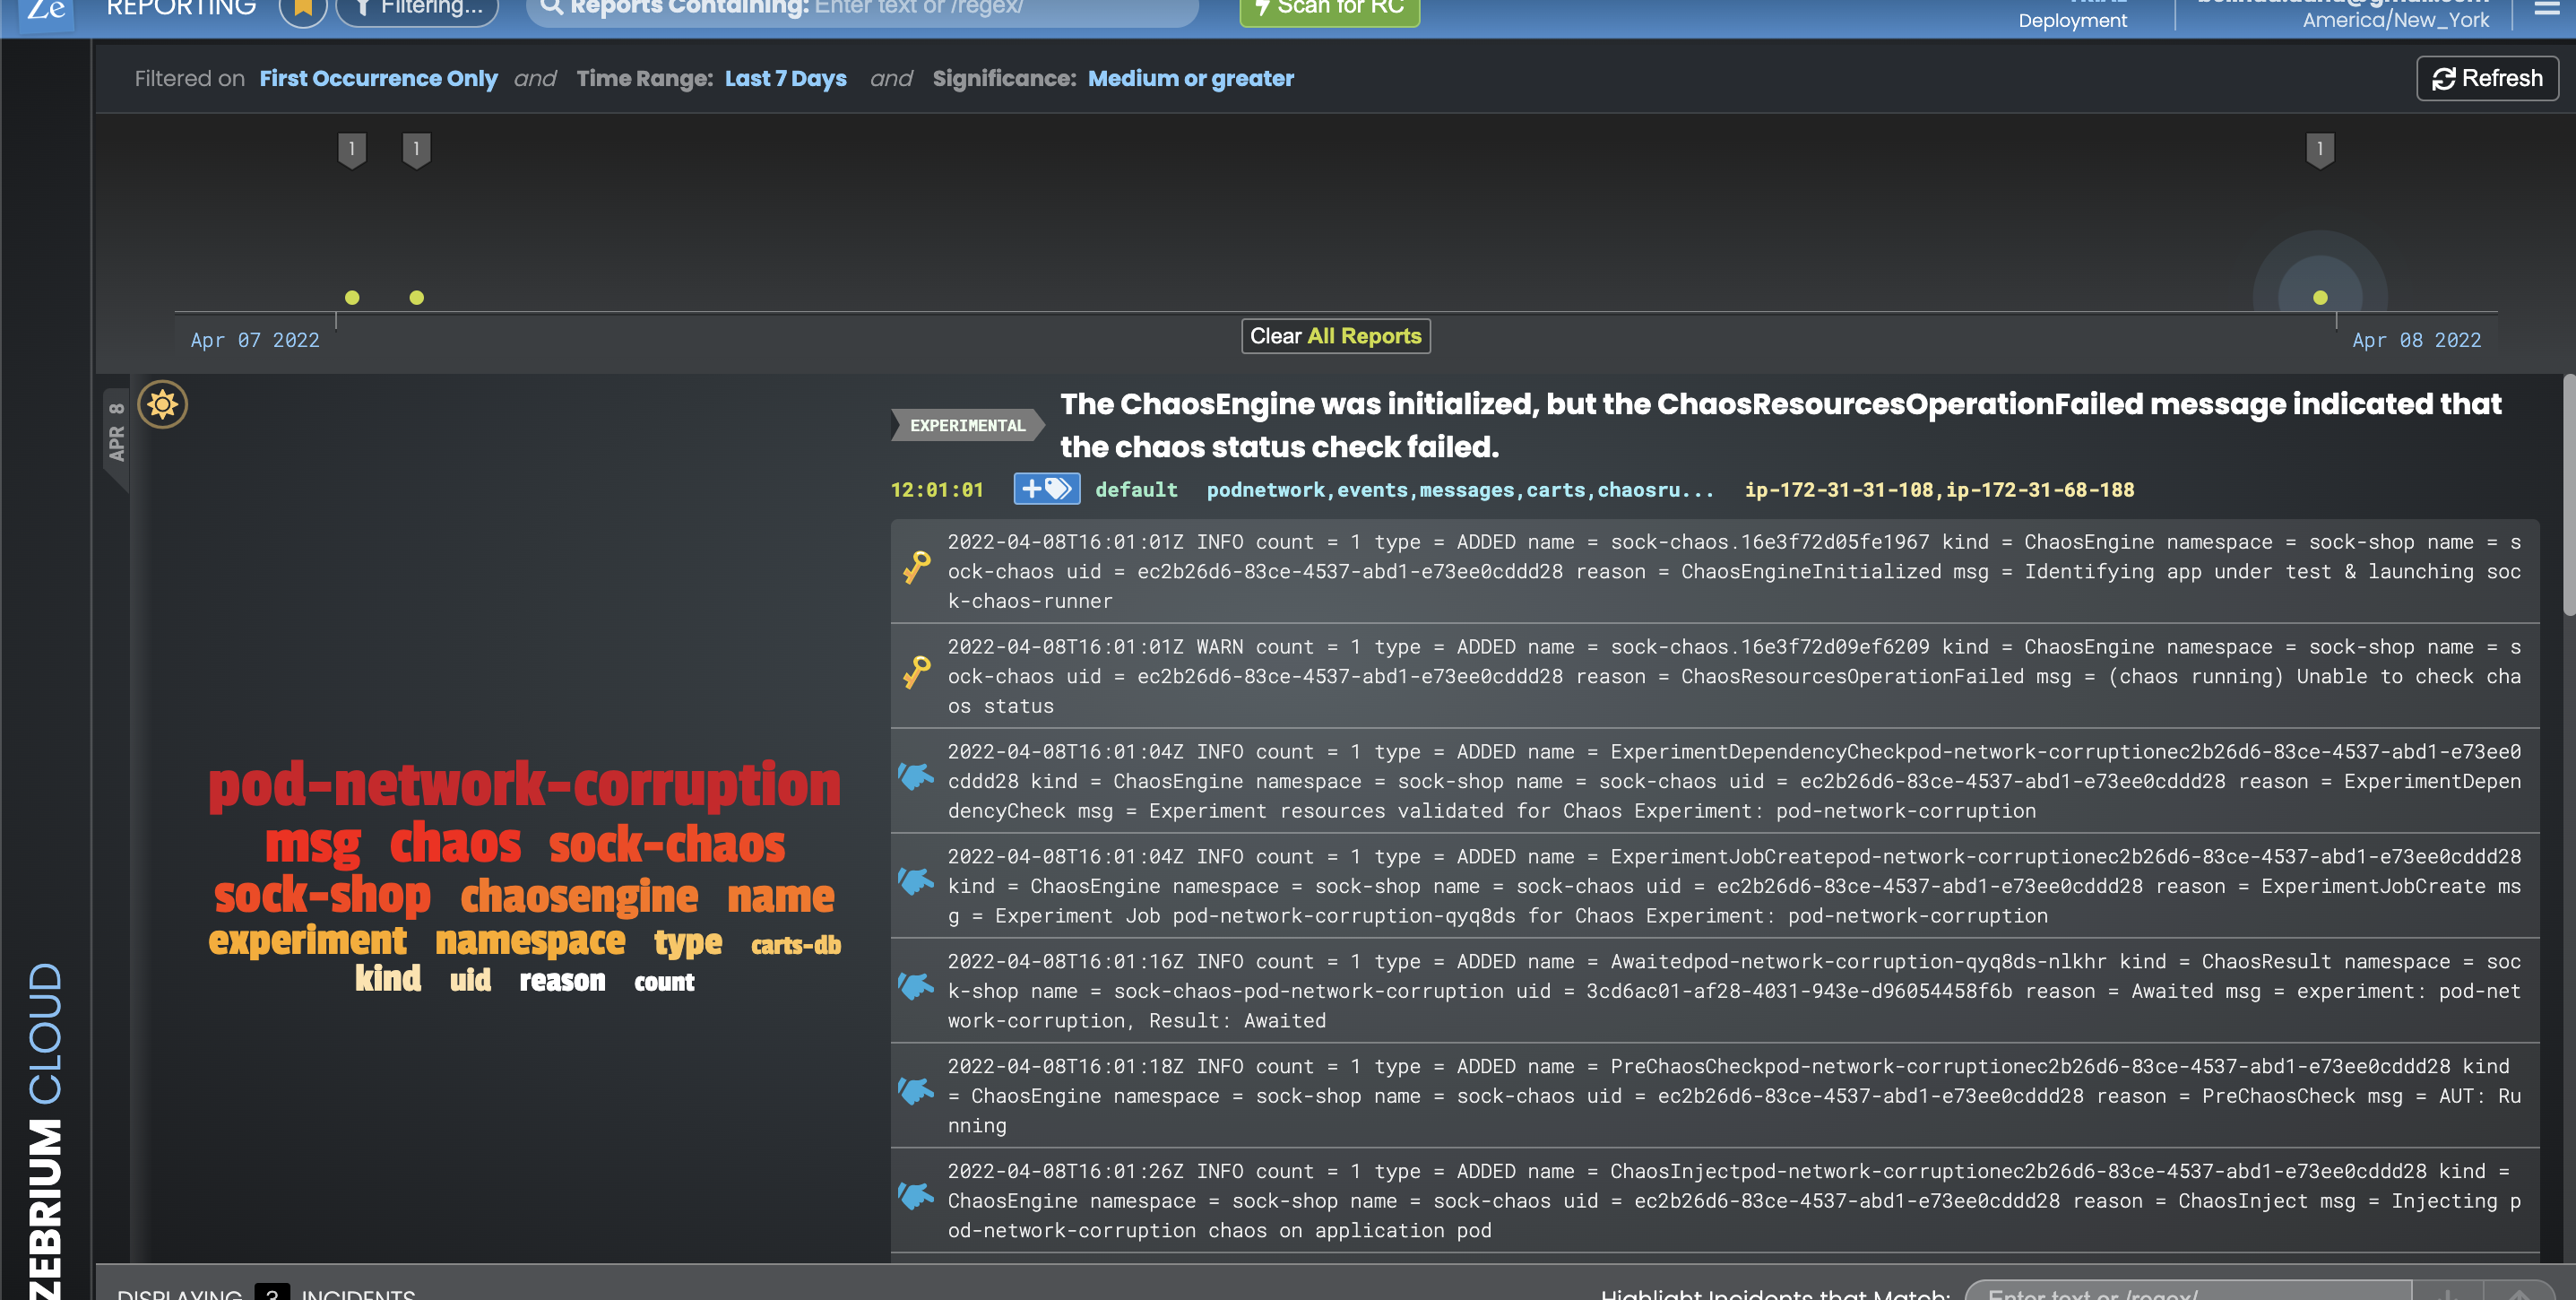 Ze REPORTING Filtering... Reports Containing: Enter text or /regex/ Scan for RC
Deployment America/New_York
Filtered on First Occurrence Only and Time Range: Last 7 Days and Significance: Medium or greater Refresh
1 1 1
Apr 07 2022 Clear All Reports Apr 08 2022
APR 8
EXPERIMENTAL
The ChaosEngine was initialized, but the ChaosResourcesOperationFailed message indicated that
the chaos status check failed.
12:01:01 + default podnetwork,events,messages,carts,chaosru... ip-172-31-31-108,ip-172-31-68-188
2022-04-08T16:01:01Z INFO count = 1 type = ADDED name = sock-chaos.16e3f72d05fe1967 kind = ChaosEngine namespace = sock-shop name = s
ock-chaos uid = ec2b26d6-83ce-4537-abd1-e73ee0cddd28 reason = ChaosEngineInitialized msg = Identifying app under test & launching soc
k-chaos-runner
2022-04-08T16:01:01Z WARN count = 1 type = ADDED name = sock-chaos.16e3f72d09ef6209 kind = ChaosEngine namespace = sock-shop name = s
ock-chaos uid = ec2b26d6-83ce-4537-abd1-e73ee0cddd28 reason = ChaosResourcesOperationFailed msg = (chaos running) Unable to check cha
os status
2022-04-08T16:01:04Z INFO count = 1 type = ADDED name = ExperimentDependencyCheckpod-network-corruptionec2b26d6-83ce-4537-abd1-e73ee0
cddd28 kind = ChaosEngine namespace = sock-shop name = sock-chaos uid = ec2b26d6-83ce-4537-abd1-e73ee0cddd28 reason = ExperimentDepen
dencyCheck msg = Experiment resources validated for Chaos Experiment: pod-network-corruption
2022-04-08T16:01:04Z INFO count = 1 type = ADDED name = ExperimentJobCreatepod-network-corruptionec2b26d6-83ce-4537-abd1-e73ee0cddd28
kind = ChaosEngine namespace = sock-shop name = sock-chaos uid = ec2b26d6-83ce-4537-abd1-e73ee0cddd28 reason = ExperimentJobCreate ms
g = Experiment Job pod-network-corruption-qyq8ds for Chaos Experiment: pod-network-corruption
2022-04-08T16:01:16Z INFO count = 1 type = ADDED name = Awaitedpod-network-corruption-qyq8ds-nlkhr kind = ChaosResult namespace = soc
k-shop name = sock-chaos-pod-network-corruption uid = 3cd6ac01-af28-4031-943e-d96054458f6b reason = Awaited msg = experiment: pod-net
work-corruption, Result: Awaited
2022-04-08T16:01:18Z INFO count = 1 type = ADDED name = PreChaosCheckpod-network-corruptionec2b26d6-83ce-4537-abd1-e73ee0cddd28 kind
= ChaosEngine namespace = sock-shop name = sock-chaos uid = ec2b26d6-83ce-4537-abd1-e73ee0cddd28 reason = PreChaosCheck msg = AUT: Ru
nning
2022-04-08T16:01:26Z INFO count = 1 type = ADDED name = ChaosInjectpod-network-corruptionec2b26d6-83ce-4537-abd1-e73ee0cddd28 kind =
ChaosEngine namespace = sock-shop name = sock-chaos uid = ec2b26d6-83ce-4537-abd1-e73ee0cddd28 reason = ChaosInject msg = Injecting p
od-network-corruption chaos on application pod
pod-network-corruption
msg chaos sock-chaos
sock-shop chaosengine name
experiment namespace type carts-db
kind uid reason count
ZEBRIUM CLOUD
DISPLAYING 3 INCIDENTS Highlight Incidents that Match: Enter text or /regex/